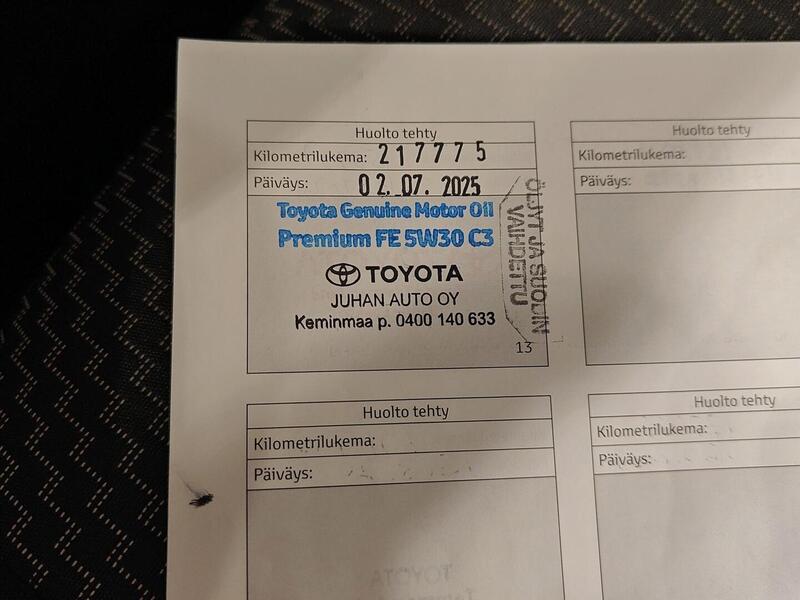 Huolto tehty
Kilometrilukema: 217775
Päiväys: 02.07.2025
Toyota Genuine Motor Oil
Premium FE 5W30 C3
TOYOTA
JUHAN AUTO OY
Keminmaa p. 0400 140 633
ÖLJYT JA SUODIN
VAIHDETTU
13
Huolto tehty
Kilometrilukema:
Päiväys:
Huolto tehty
Kilometrilukema:
Päiväys:
TOYOTA
Huolto tehty
Kilometrilukema:
Päiväys: